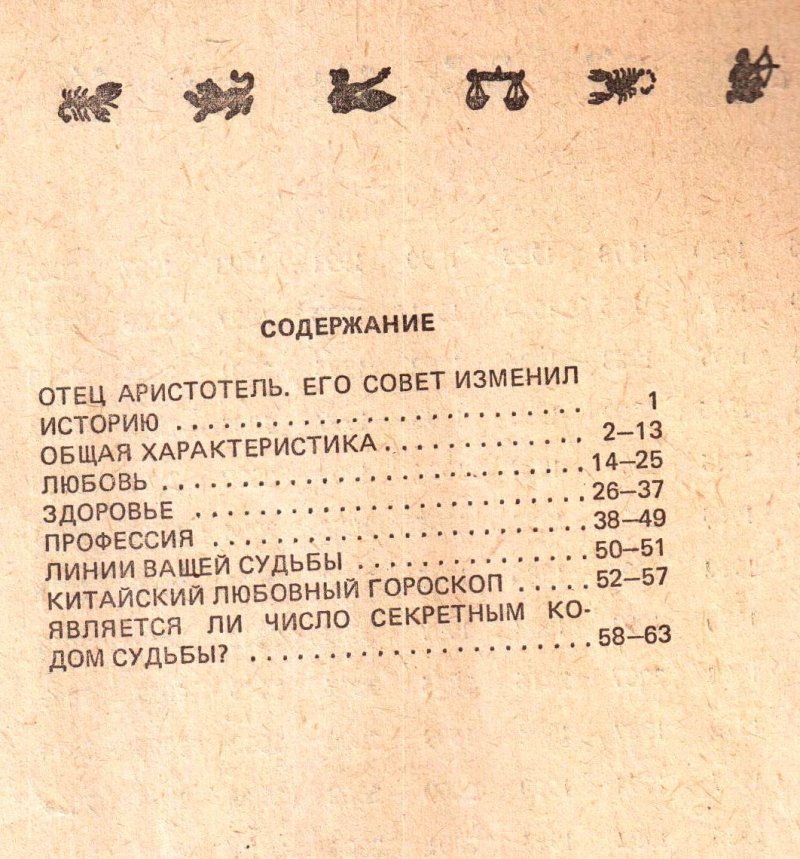 СОДЕРЖАНИЕ
ОТЕЦ АРИСТОТЕЛЬ. ЕГО СОВЕТ ИЗМЕНИЛ
ИСТОРИЮ . . . . . . . . . . . . . . . . . . . . . . . . . . . 1
ОБЩАЯ ХАРАКТЕРИСТИКА . . . . . . . . . . . . . 2–13
ЛЮБОВЬ . . . . . . . . . . . . . . . . . . . . . . . . . . . 14–25
ЗДОРОВЬЕ . . . . . . . . . . . . . . . . . . . . . . . . . 26–37
ПРОФЕССИЯ . . . . . . . . . . . . . . . . . . . . . . . . 38–49
ЛИНИИ ВАЩЕЙ СУДЬБЫ . . . . . . . . . . . . . . . 50–51
КИТАЙСКИЙ ЛЮБОВНЫЙ ГОРОСКОП . . . . . 52–57
ЯВЛЯЕТСЯ ЛИ ЧИСЛО СЕКРЕТНЫМ КО-
ДОМ СУДЬБЫ? . . . . . . . . . . . . . . . . . . . . . . 58–63